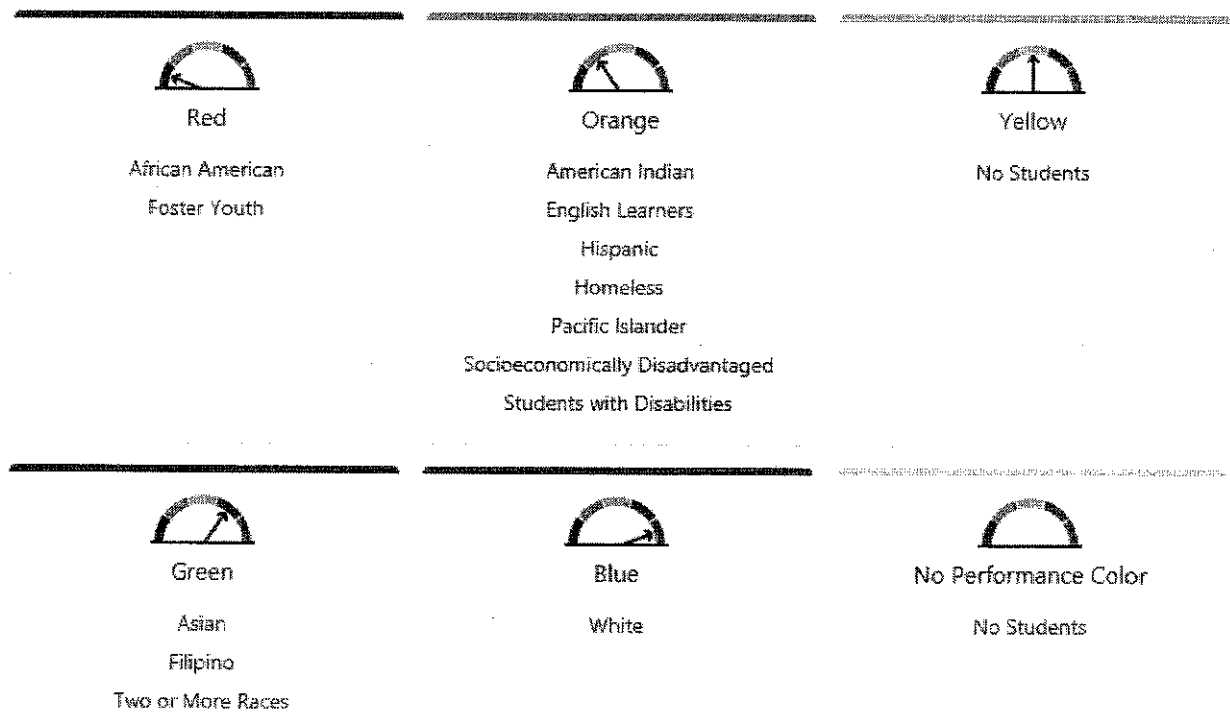 Red
African American
Foster Youth
Orange
American Indian
English Learners
Hispanic
Homeless
Pacific Islander
Socioeconomically Disadvantaged
Students with Disabilities
Yellow
No Students
Green
Asian
Filipino
Two or More Races
Blue
White
No Performance Color
No Students